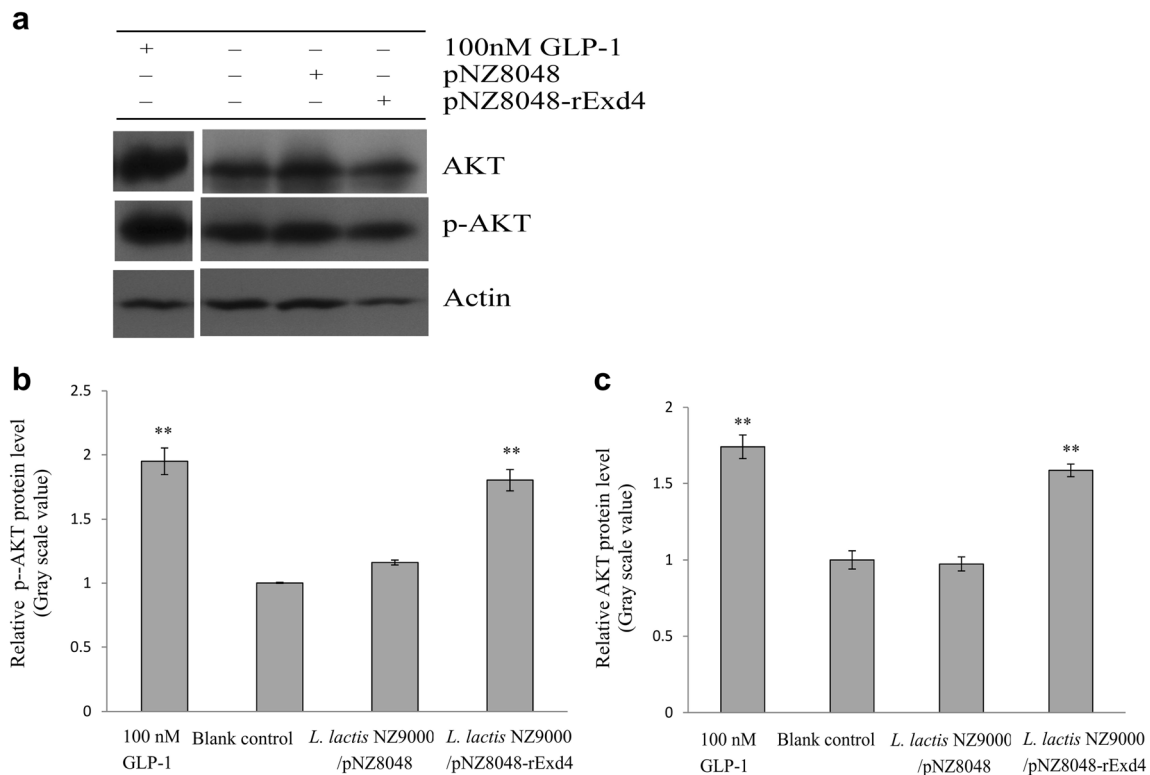 a
+ – – – 100nM GLP-1
– – + – pNZ8048
– – – + pNZ8048-rExd4
AKT
p-AKT
Actin
b
Relative p--AKT protein level
(Gray scale value)
2.5
2
1.5
1
0.5
0
**
**
100 nM
GLP-1
Blank control
L. lactis NZ9000
/pNZ8048
L. lactis NZ9000
/pNZ8048-rExd4
c
Relative AKT protein level
(Gray scale value)
2
1.5
1
0.5
0
**
**
100 nM
GLP-1
Blank control
L. lactis NZ9000
/pNZ8048
L. lactis NZ9000
/pNZ8048-rExd4